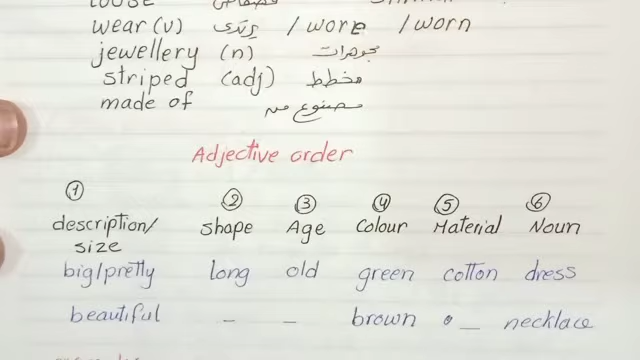 wear (v) يرتدى / wore / worn
jewellery (n) مجوهرات
striped (adj) مخطط
made of مصنوع من
Adjective order
① ② ③ ④ ⑤ ⑥
description/ size shape Age Colour Material Noun
big/pretty long old green cotton dress
beautiful _ _ brown _ necklace